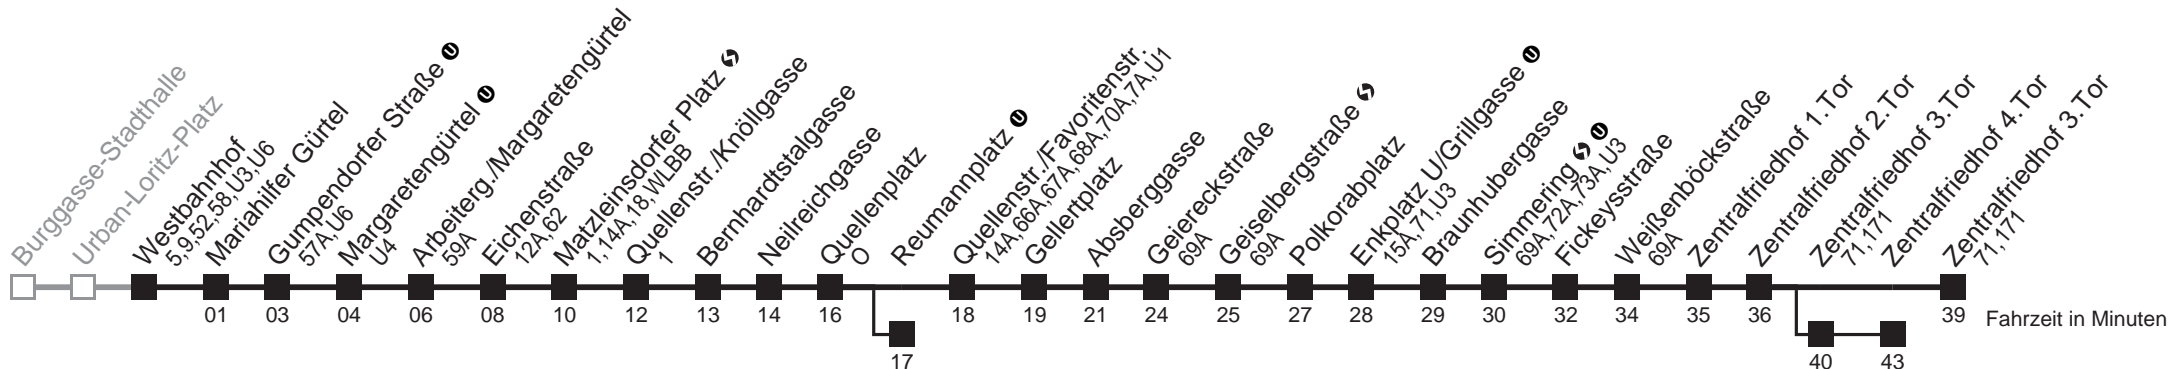 Burggasse-Stadthalle
Urban-Loritz-Platz
Westbahnhof
5,9,52,58,U3,U6
Mariahilfer Gürtel
Gumpendorfer Straße U
57A,U6
Margaretengürtel U
U4
Arbeiterg./Margaretengürtel
59A
Eichenstraße
12A,62
Matzleinsdorfer Platz
1,14A,18,WLBB
Quellenstr./Knöllgasse
1
Bernhardtstalgasse
Neilreichgasse
Quellenplatz
O
Reumannplatz U
Quellenstr./Favoritenstr.
14A,66A,67A,68A,70A,7A,U1
Gellertplatz
Absberggasse
Geiereckstraße
69A
Geiselbergstraße
69A
Polkorabplatz
Enkplatz U/Grillgasse U
15A,71,U3
Braunhubergasse
Simmering U
69A,72A,73A,U3
Fickeysstraße
Weißenböckstraße
69A
Zentralfriedhof 1.Tor
Zentralfriedhof 2.Tor
Zentralfriedhof 3.Tor
71,171
Zentralfriedhof 4.Tor
Zentralfriedhof 3.Tor
71,171
01 03 04 06 08 10 12 13 14 16 18 19 21 24 25 27 28 29 30 32 34 35 36 39 Fahrzeit in Minuten
17 40 43